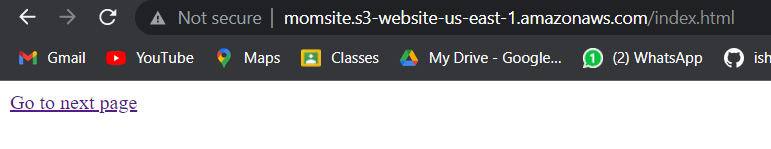 Not secure | momsite.s3-website-us-east-1.amazonaws.com/index.html
Gmail YouTube Maps Classes My Drive - Google... 1 (2) WhatsApp ish
Go to next page